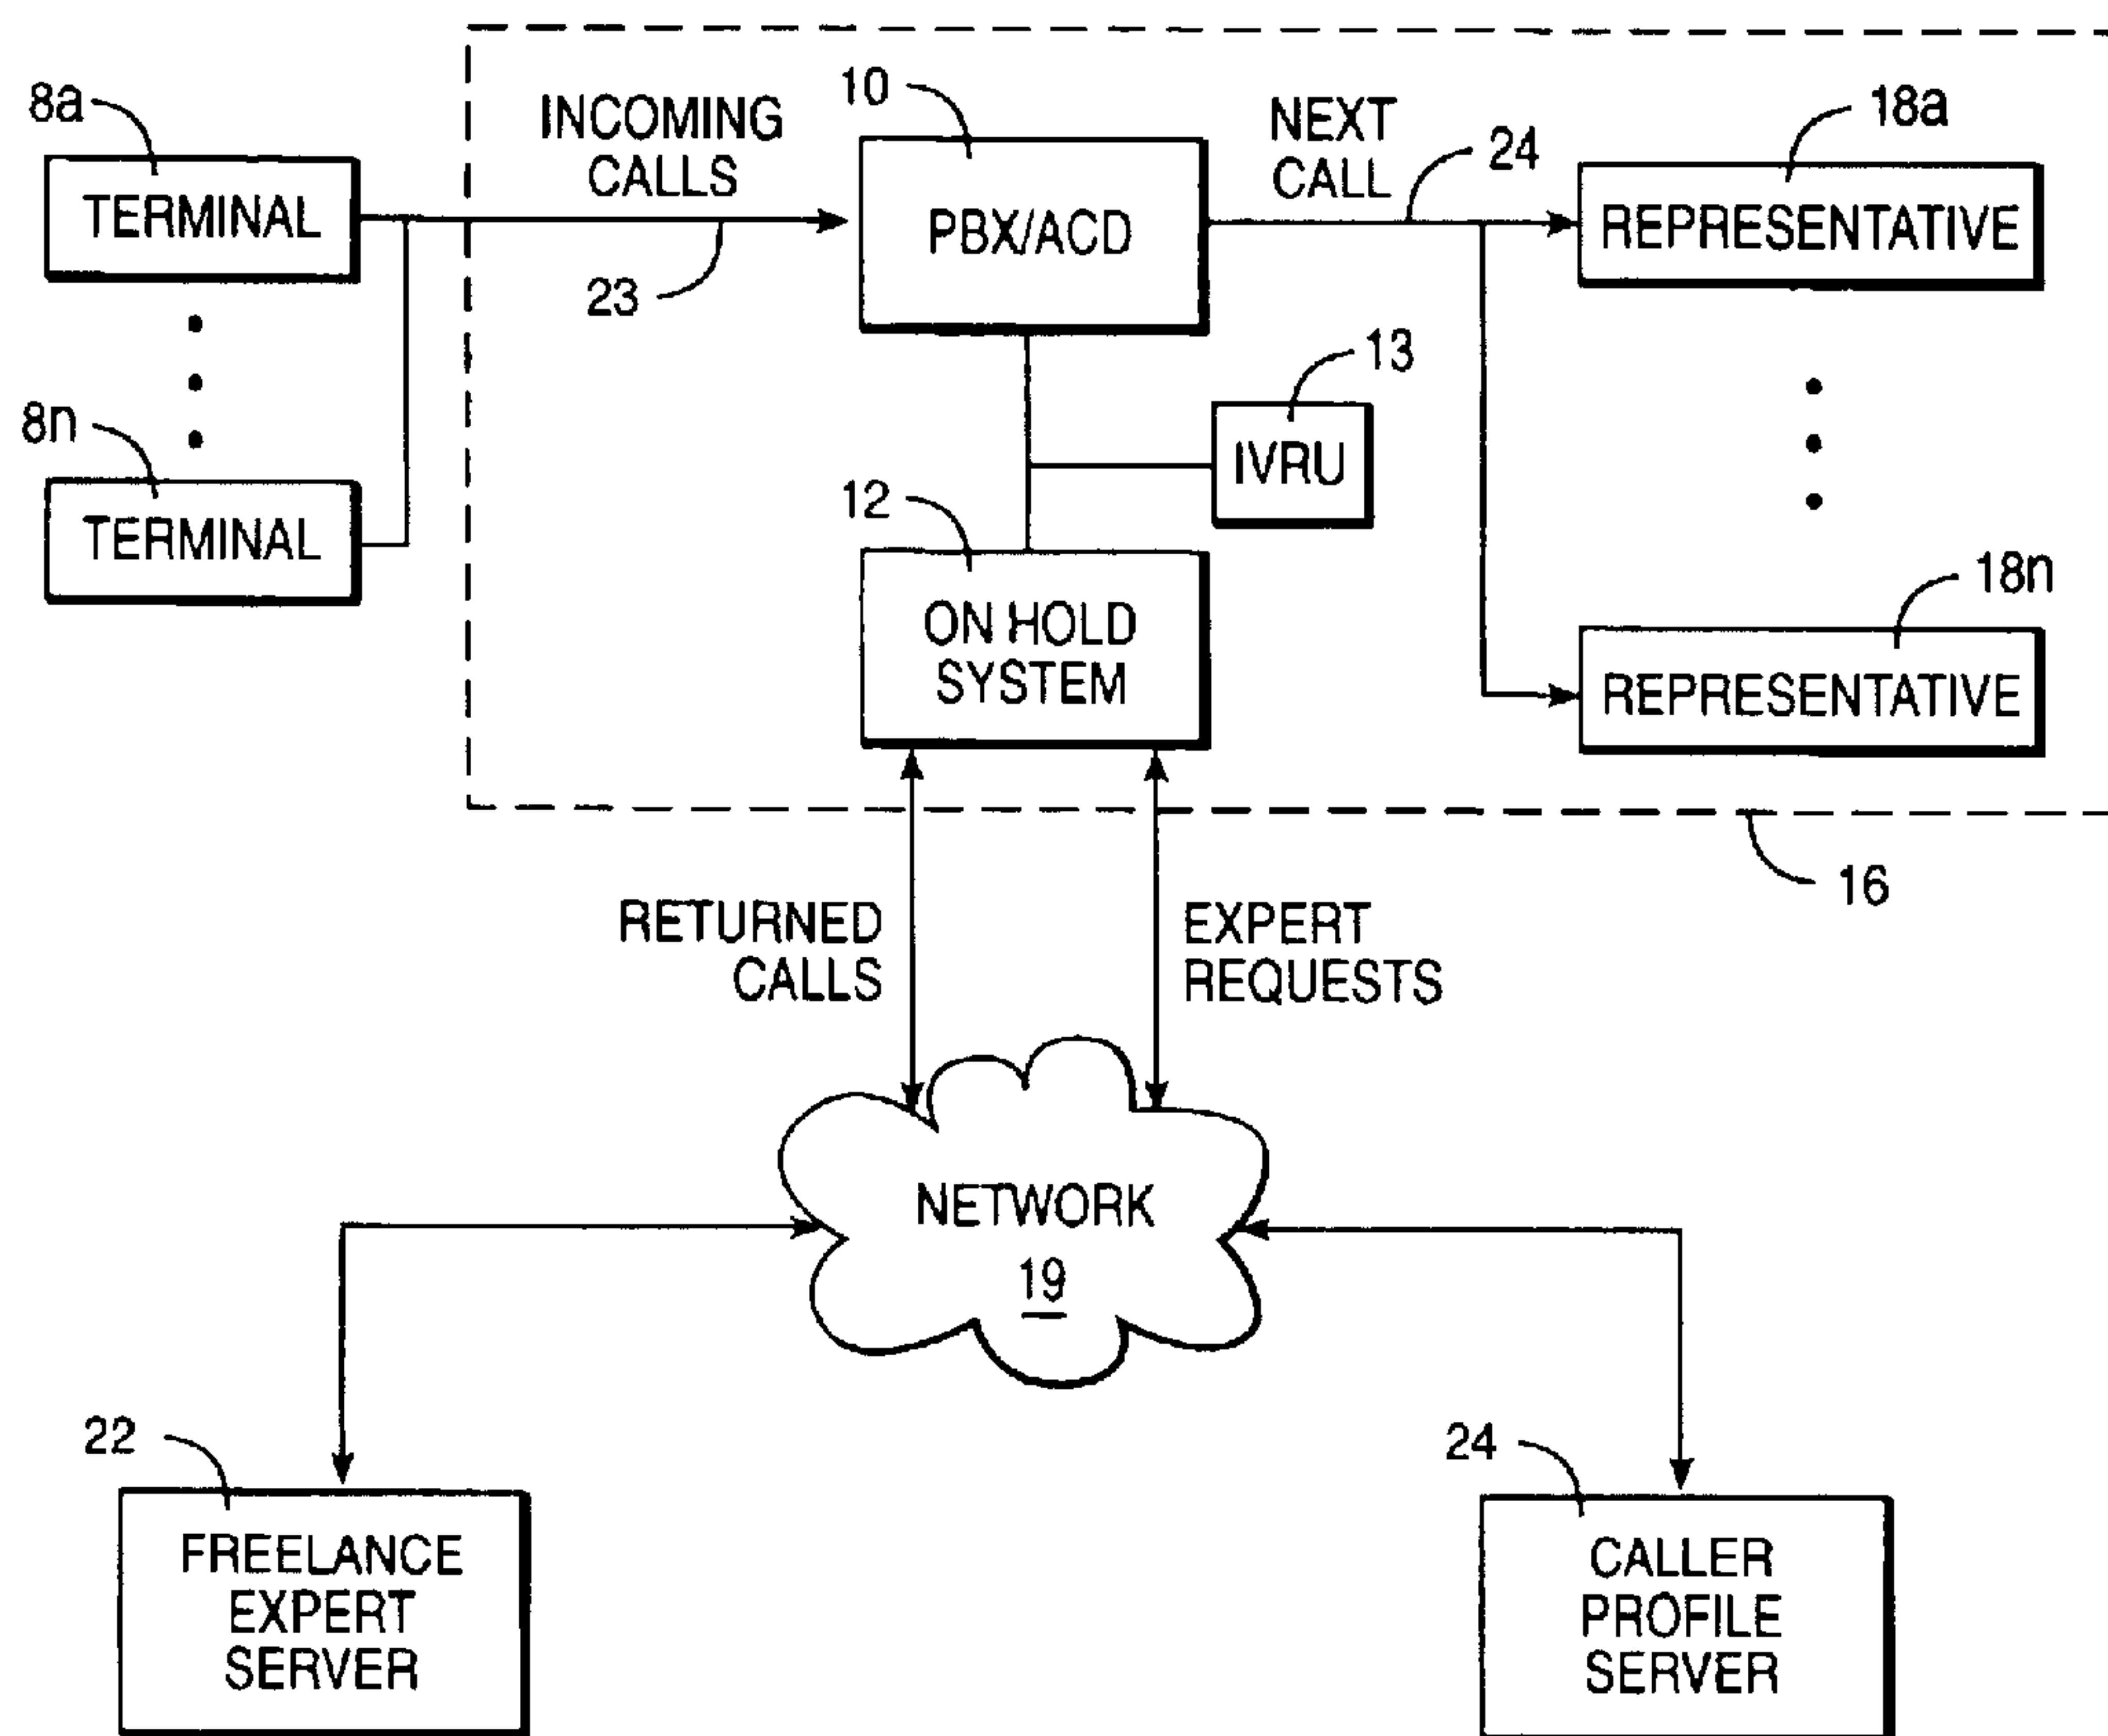 8a
TERMINAL
8n
TERMINAL
INCOMING
CALLS
23
10
PBX/ACD
NEXT
CALL
24
18a
REPRESENTATIVE
13
IVRU
12
ON HOLD
SYSTEM
18n
REPRESENTATIVE
16
RETURNED
CALLS
EXPERT
REQUESTS
NETWORK
19
22
FREELANCE
EXPERT
SERVER
24
CALLER
PROFILE
SERVER